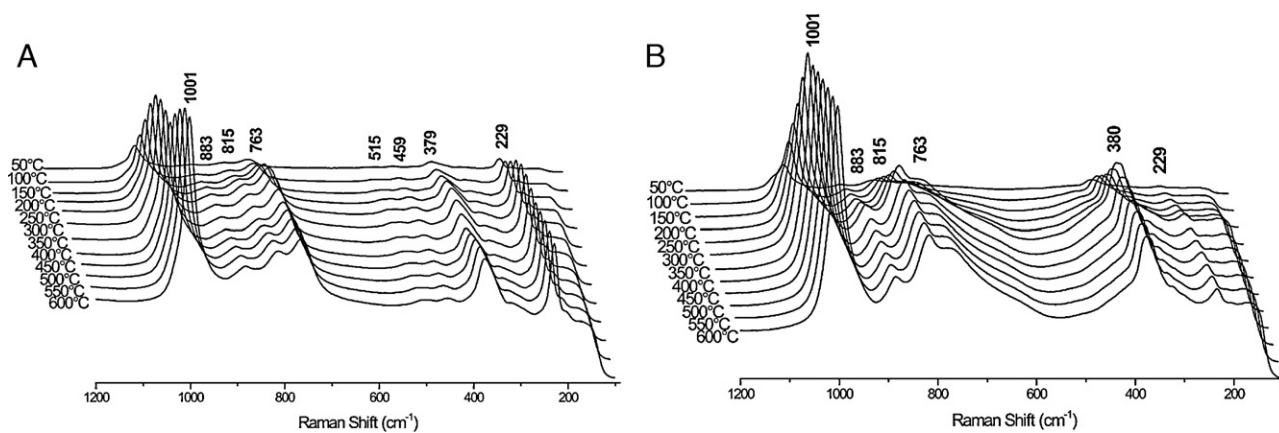 A
1001
883
815
763
515
459
379
229
50°C
100°C
150°C
200°C
250°C
300°C
350°C
400°C
450°C
500°C
550°C
600°C
1200
1000
800
600
400
200
Raman Shift (cm-1)
B
1001
883
815
763
380
229
50°C
100°C
150°C
200°C
250°C
300°C
350°C
400°C
450°C
500°C
550°C
600°C
1200
1000
800
600
400
200
Raman Shift (cm-1)